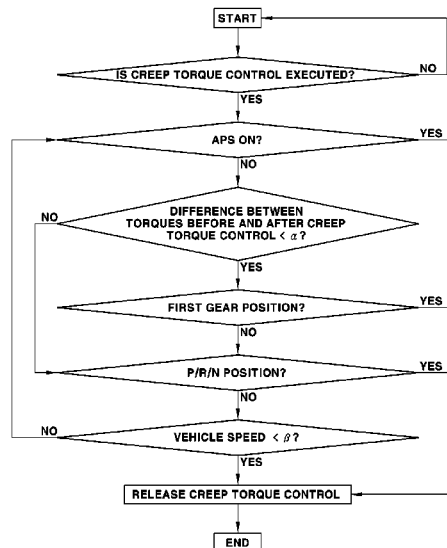 START
IS CREEP TORQUE CONTROL EXECUTED?
NO
YES
APS ON?
YES
NO
DIFFERENCE BETWEEN
TORQUES BEFORE AND AFTER CREEP
TORQUE CONTROL < α?
NO
YES
FIRST GEAR POSITION?
YES
NO
P/R/N POSITION?
YES
NO
VEHICLE SPEED < β?
NO
YES
RELEASE CREEP TORQUE CONTROL
END